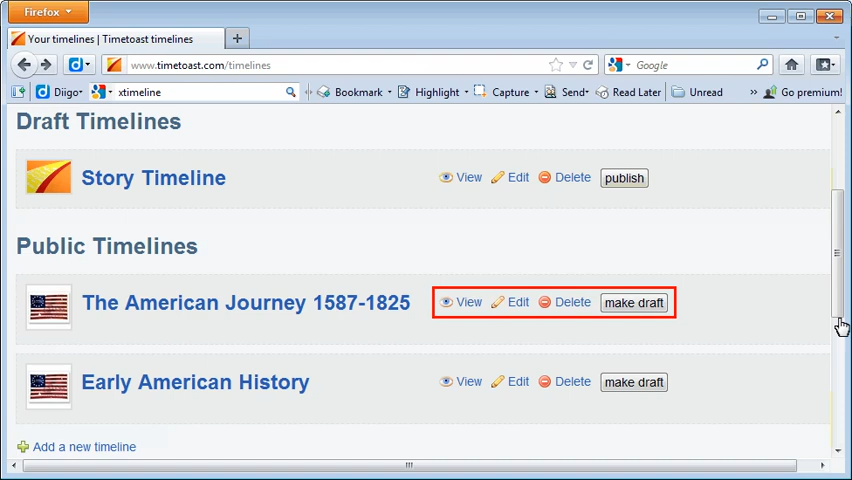 Firefox
Your timelines | Timetoast timelines
www.timetoast.com/timelines
Google
Diigo xtimeline Bookmark Highlight Capture Send Read Later Unread » Go premium!
Draft Timelines
Story Timeline View Edit Delete publish
Public Timelines
The American Journey 1587-1825 View Edit Delete make draft
Early American History View Edit Delete make draft
Add a new timeline